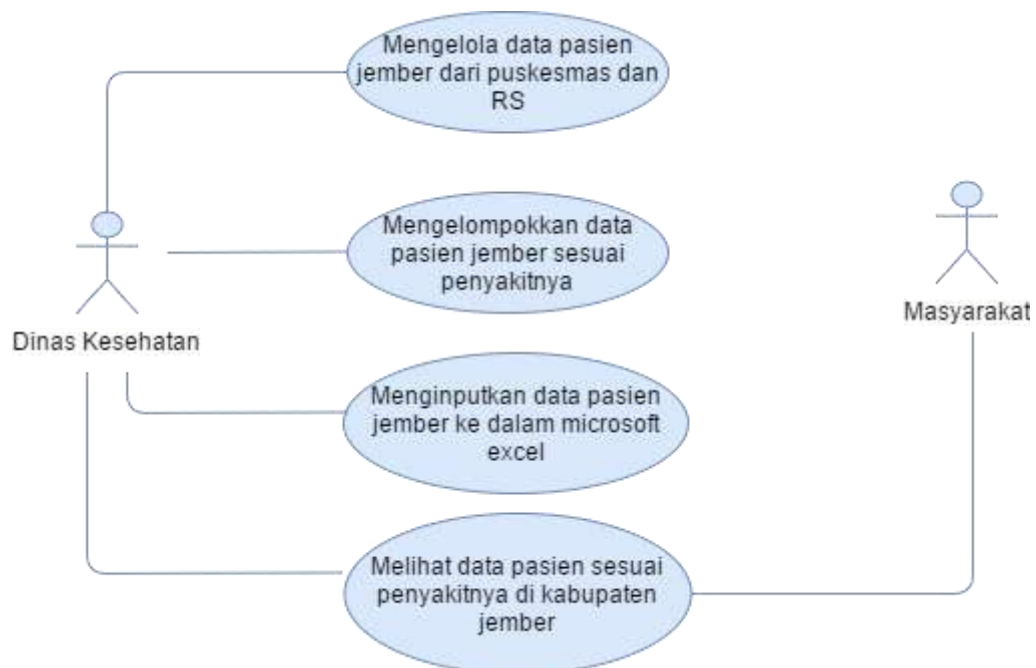 Mengelola data pasien
jember dari puskesmas dan
RS
Mengelompokkan data
pasien jember sesuai
penyakitnya
Dinas Kesehatan
Masyarakat
Menginputkan data pasien
jember ke dalam microsoft
excel
Melihat data pasien sesuai
penyakitnya di kabupaten
jember